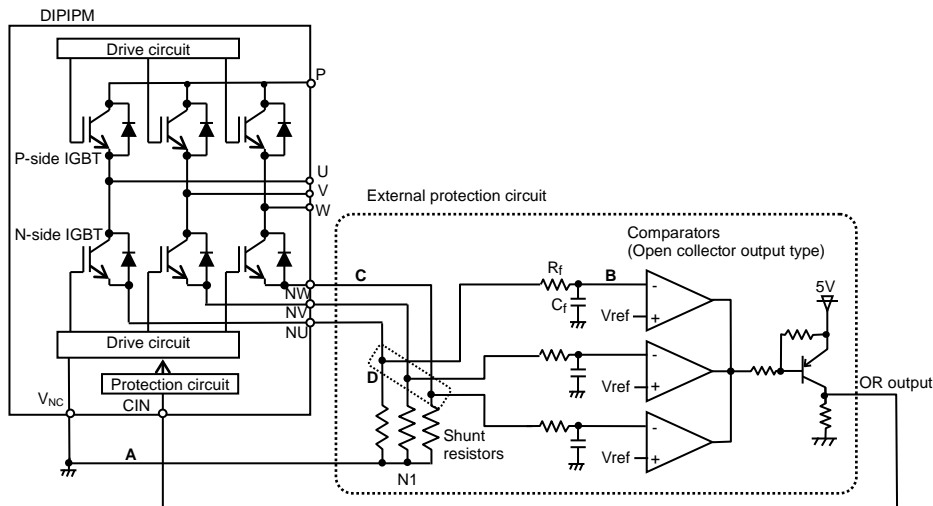 DIPIPM
Drive circuit
P
P-side IGBT
U
V
W
External protection circuit
N-side IGBT
Comparators
(Open collector output type)
C
Rf
B
5V
NW
Cf
-
NV
Vref
+
NU
Drive circuit
D
-
Protection circuit
Vref
+
OR output
VNC
CIN
-
Shunt
resistors
A
Vref
+
N1